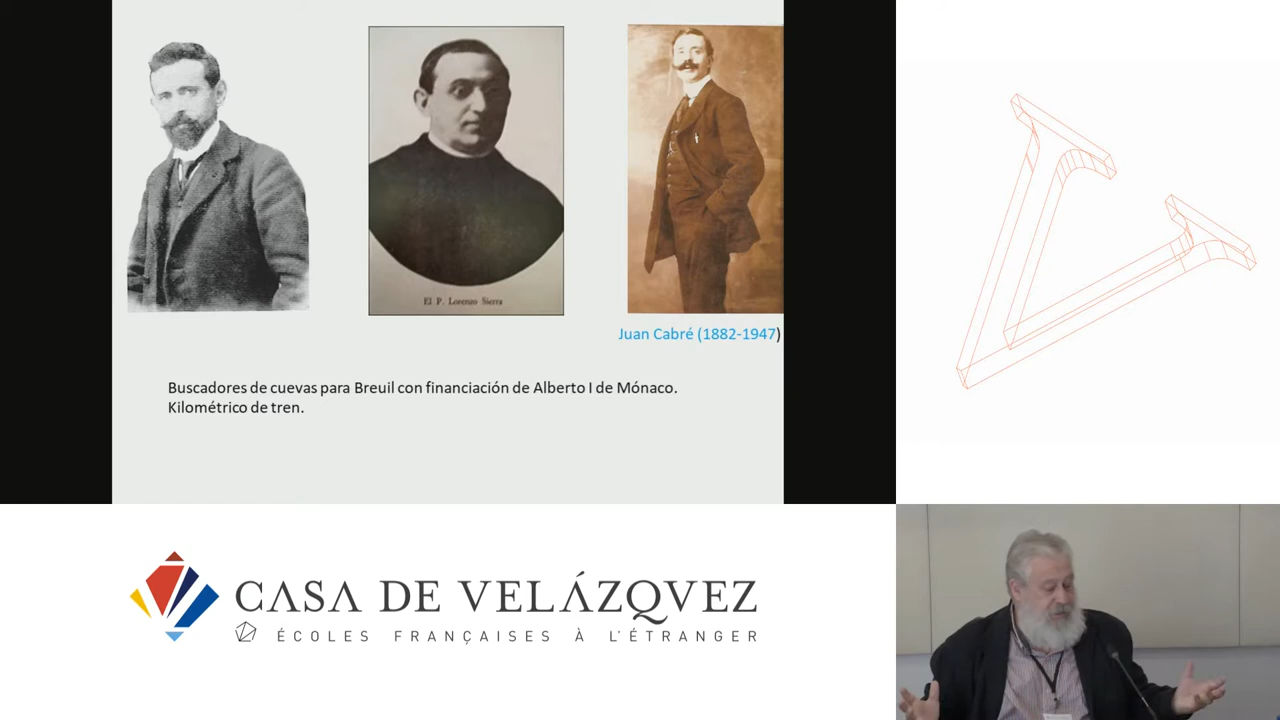 El P. Lorenzo Sierra
Juan Cabré (1882-1947)
Buscadores de cuevas para Breuil con financiación de Alberto I de Mónaco.
Kilométrico de tren.
CASA DE VELÁZQVEZ
ÉCOLES FRANÇAISES À L'ÉTRANGER